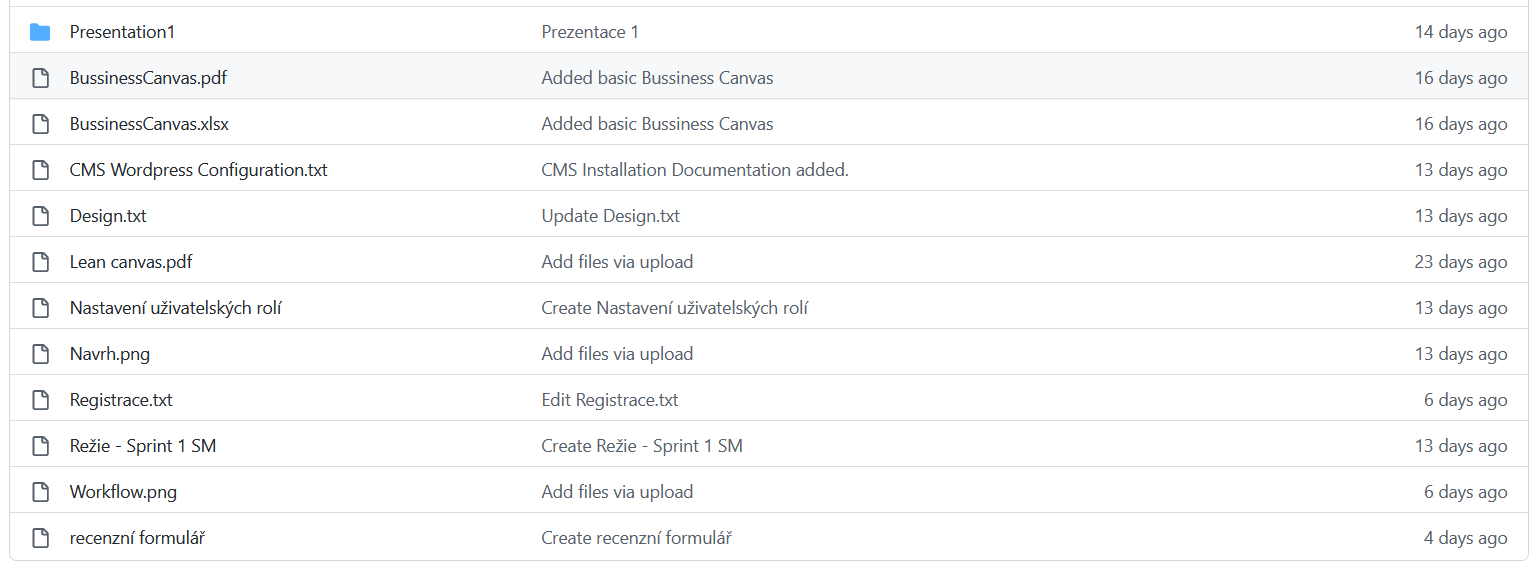 Presentation1 Prezentace 1 14 days ago
BussinessCanvas.pdf Added basic Bussiness Canvas 16 days ago
BussinessCanvas.xlsx Added basic Bussiness Canvas 16 days ago
CMS Wordpress Configuration.txt CMS Installation Documentation added. 13 days ago
Design.txt Update Design.txt 13 days ago
Lean canvas.pdf Add files via upload 23 days ago
Nastavení uživatelských rolí Create Nastavení uživatelských rolí 13 days ago
Navrh.png Add files via upload 13 days ago
Registrace.txt Edit Registrace.txt 6 days ago
Režie - Sprint 1 SM Create Režie - Sprint 1 SM 13 days ago
Workflow.png Add files via upload 6 days ago
recenzní formulář Create recenzní formulář 4 days ago